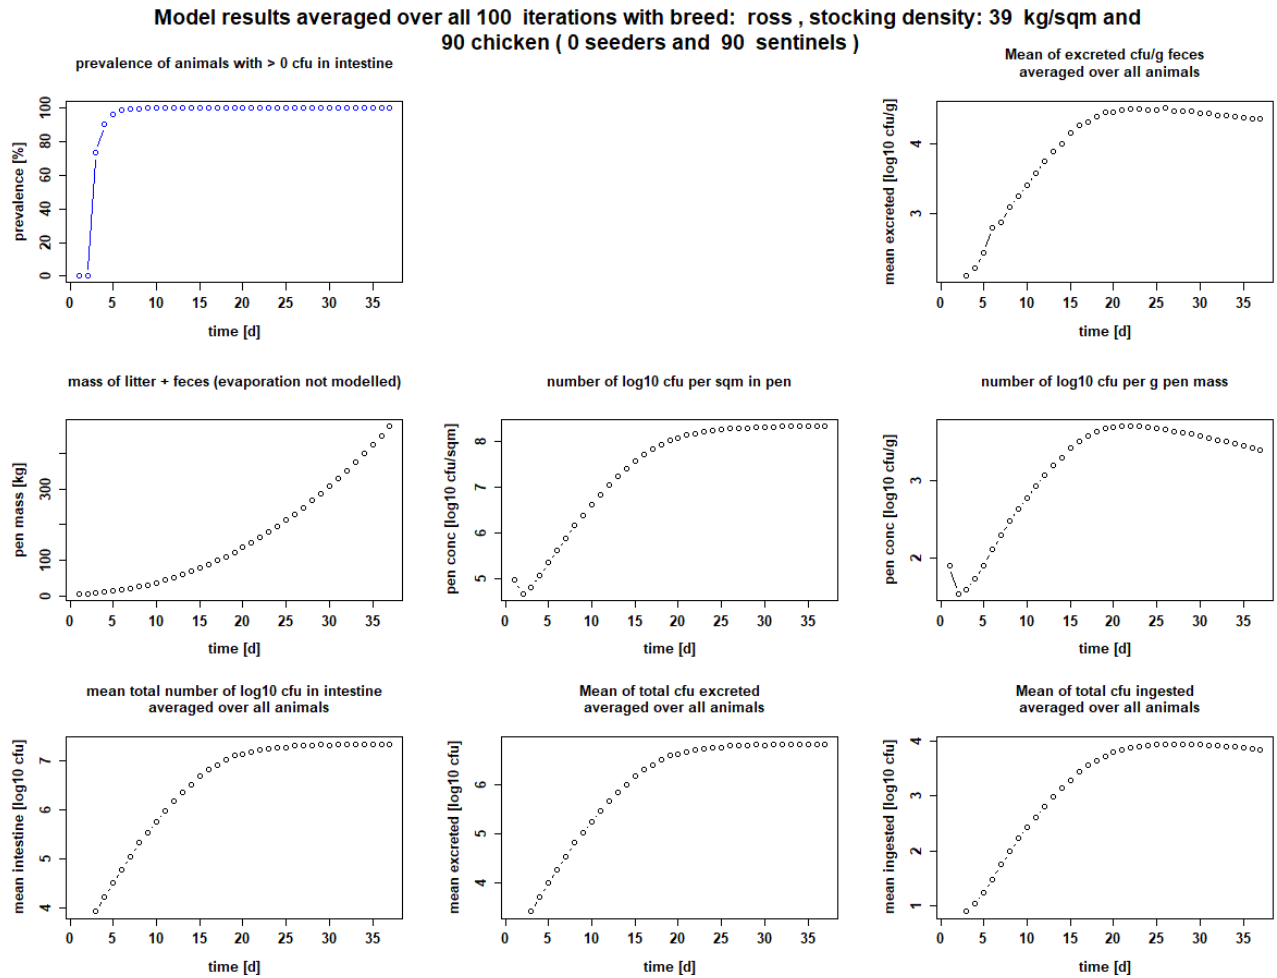 Model results averaged over all 100  iterations with breed:  ross , stocking density: 39  kg/sqm and
90 chicken ( 0 seeders and  90  sentinels )
prevalence of animals with > 0 cfu in intestine
prevalence [%]
0 20 40 60 80 100
0 5 10 15 20 25 30 35
time [d]
Mean of excreted cfu/g feces
averaged over all animals
mean excreted [log10 cfu/g]
3 4
0 5 10 15 20 25 30 35
time [d]
mass of litter + feces (evaporation not modelled)
pen mass [kg]
0 100 300
0 5 10 15 20 25 30 35
time [d]
number of log10 cfu per sqm in pen
pen conc [log10 cfu/sqm]
5 6 7 8
0 5 10 15 20 25 30 35
time [d]
number of log10 cfu per g pen mass
pen conc [log10 cfu/g]
2 3
0 5 10 15 20 25 30 35
time [d]
mean total number of log10 cfu in intestine
averaged over all animals
mean intestine [log10 cfu]
4 5 6 7
0 5 10 15 20 25 30 35
time [d]
Mean of total cfu excreted
averaged over all animals
mean excreted [log10 cfu]
4 5 6
0 5 10 15 20 25 30 35
time [d]
Mean of total cfu ingested
averaged over all animals
mean ingested [log10 cfu]
1 2 3 4
0 5 10 15 20 25 30 35
time [d]